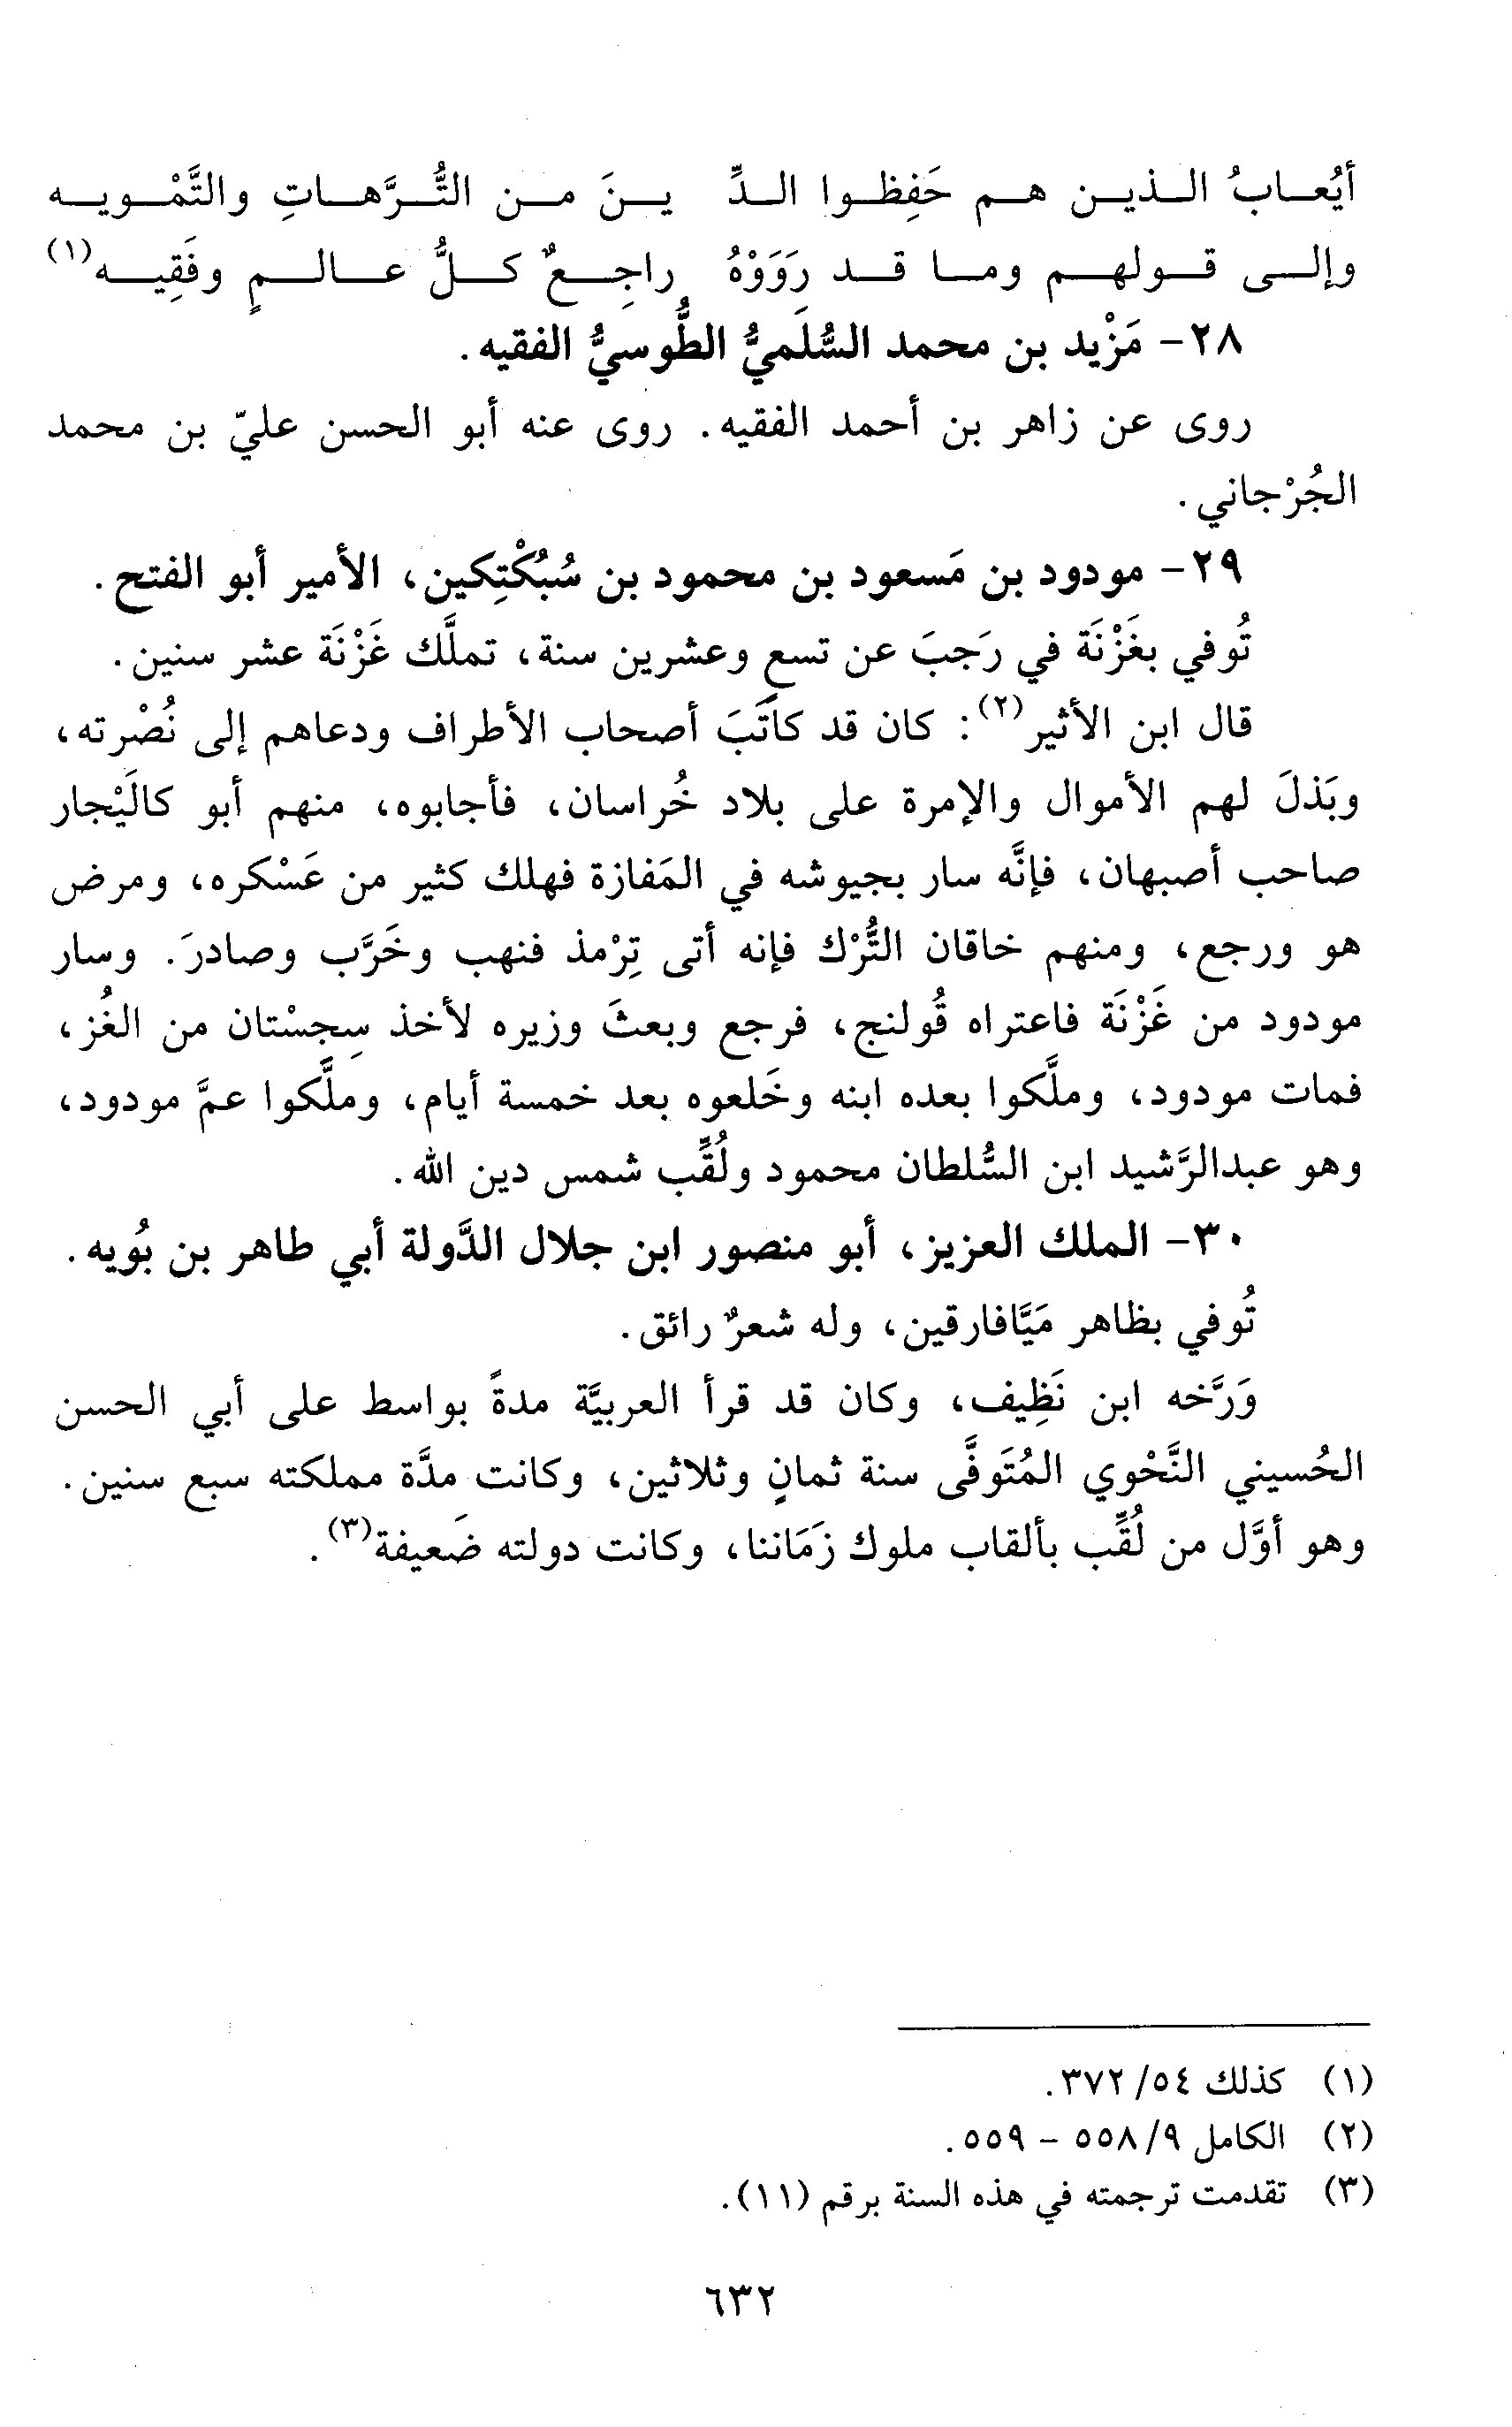 أيُعابُ الذين هم حَفِظوا الدِّ ينَ من التُّرَّهاتِ والتَّمْويه
وإلى قولهم وما قد رَوَوْهُ راجِعٌ كلُّ عالمٍ وفَقِيه(١)
٢٨- مَزْيد بن محمد السُّلَميُّ الطُّوسيُّ الفقيه.
روى عن زاهر بن أحمد الفقيه. روى عنه أبو الحسن عليّ بن محمد
الجُرْجاني.
٢٩- مودود بن مَسعود بن محمود بن سُبُكْتِكين، الأمير أبو الفتح.
تُوفي بغَزْنَة في رَجبَ عن تسعٍ وعشرين سنة، تملَّك غَزْنَة عشر سنين.
قال ابن الأثير(٢): كان قد كاتَبَ أصحاب الأطراف ودعاهم إلى نُصْرته،
وبَذلَ لهم الأموال والإمرة على بلاد خُراسان، فأجابوه، منهم أبو كالَيْجار
صاحب أصبهان، فإنَّه سار بجيوشه في المَفازة فهلك كثير من عَسْكره، ومرض
هو ورجع، ومنهم خاقان التُّرْك فإنه أتى تِرْمذ فنهب وخَرَّب وصادرَ. وسار
مودود من غَزْنَة فاعتراه قُولنج، فرجع وبعثَ وزيره لأخذ سِجِسْتان من الغُز،
فمات مودود، وملَّكوا بعده ابنه وخَلعوه بعد خمسة أيام، وملَّكوا عمَّ مودود،
وهو عبدالرَّشيد ابن السُّلطان محمود ولُقِّب شمس دين الله.
٣٠- الملك العزيز، أبو منصور ابن جلال الدَّولة أبي طاهر بن بُويه.
تُوفي بظاهر مَيَّافارقين، وله شعرٌ رائق.
وَرَّخه ابن نَظِيف، وكان قد قرأ العربيَّة مدةً بواسط على أبي الحسن
الحُسيني النَّحْوي المُتَوفَّى سنة ثمانٍ وثلاثين، وكانت مدَّة مملكته سبع سنين.
وهو أوَّل من لُقِّب بألقاب ملوك زَمَاننا، وكانت دولته ضَعيفة(٣).
(١) كذلك ٥٤/ ٣٧٢.
(٢) الكامل ٩/ ٥٥٨ - ٥٥٩.
(٣) تقدمت ترجمته في هذه السنة برقم (١١).
٦٣٢